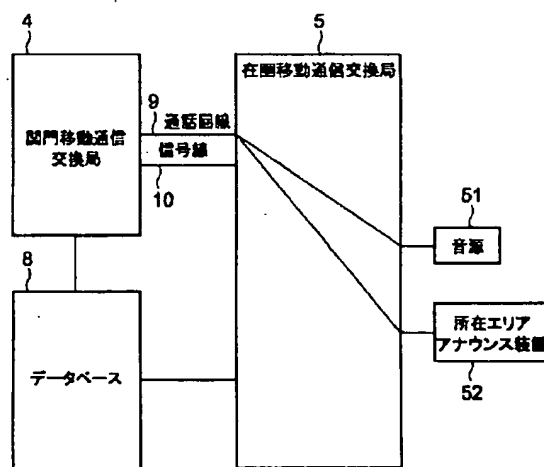 4
関門移動通信
交換局
5
在圏移動通信交換局
9
通話回線
信号線
10
51
音源
8
データベース
所在エリア
アナウンス装置
52